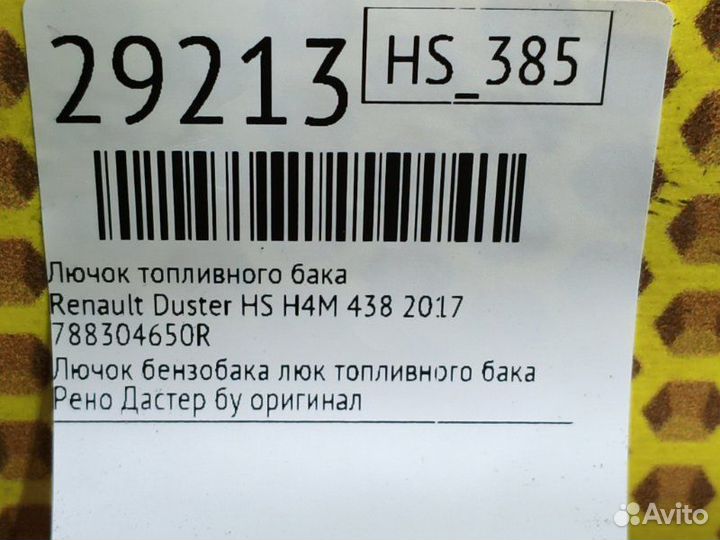 29213
HS_385
Лючок топливного бака
Renault Duster HS H4M 438 2017
788304650R
Лючок бензобака люк топливного бака
Рено Дастер бу оригинал
Avito